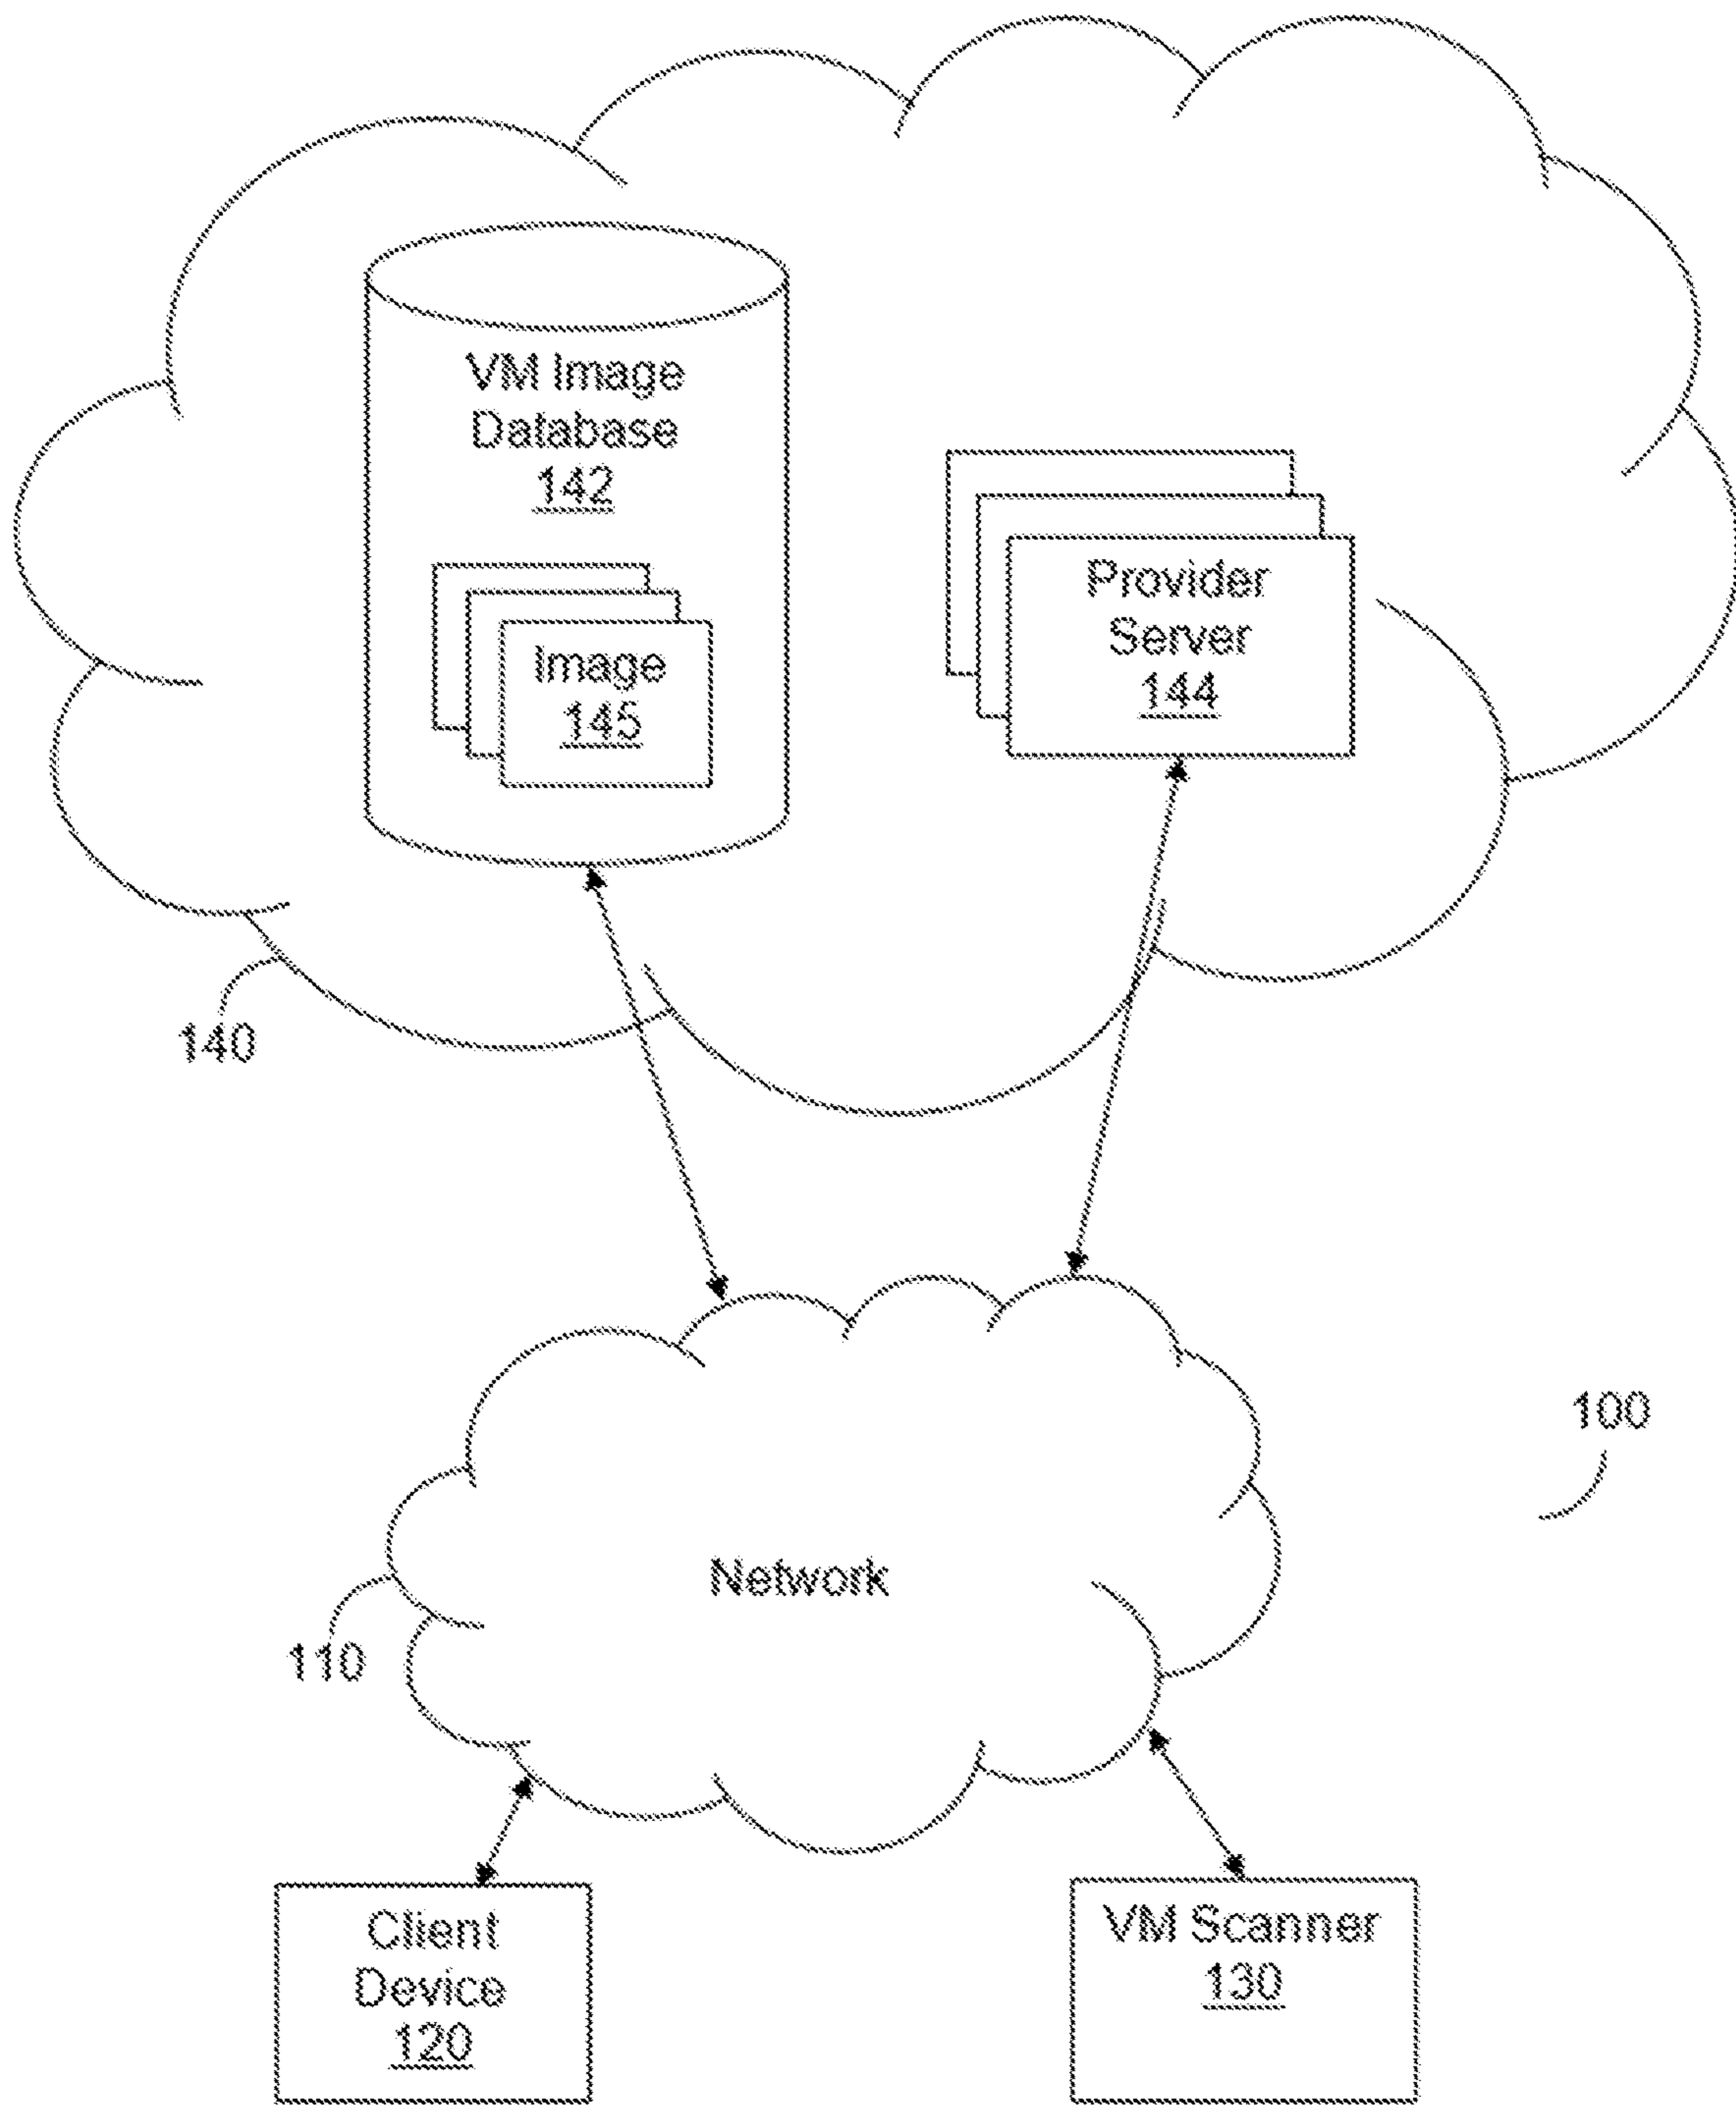 VM Image
Database
142
Image
145
Provider
Server
144
140
100
Network
110
Client
Device
120
VM Scanner
130